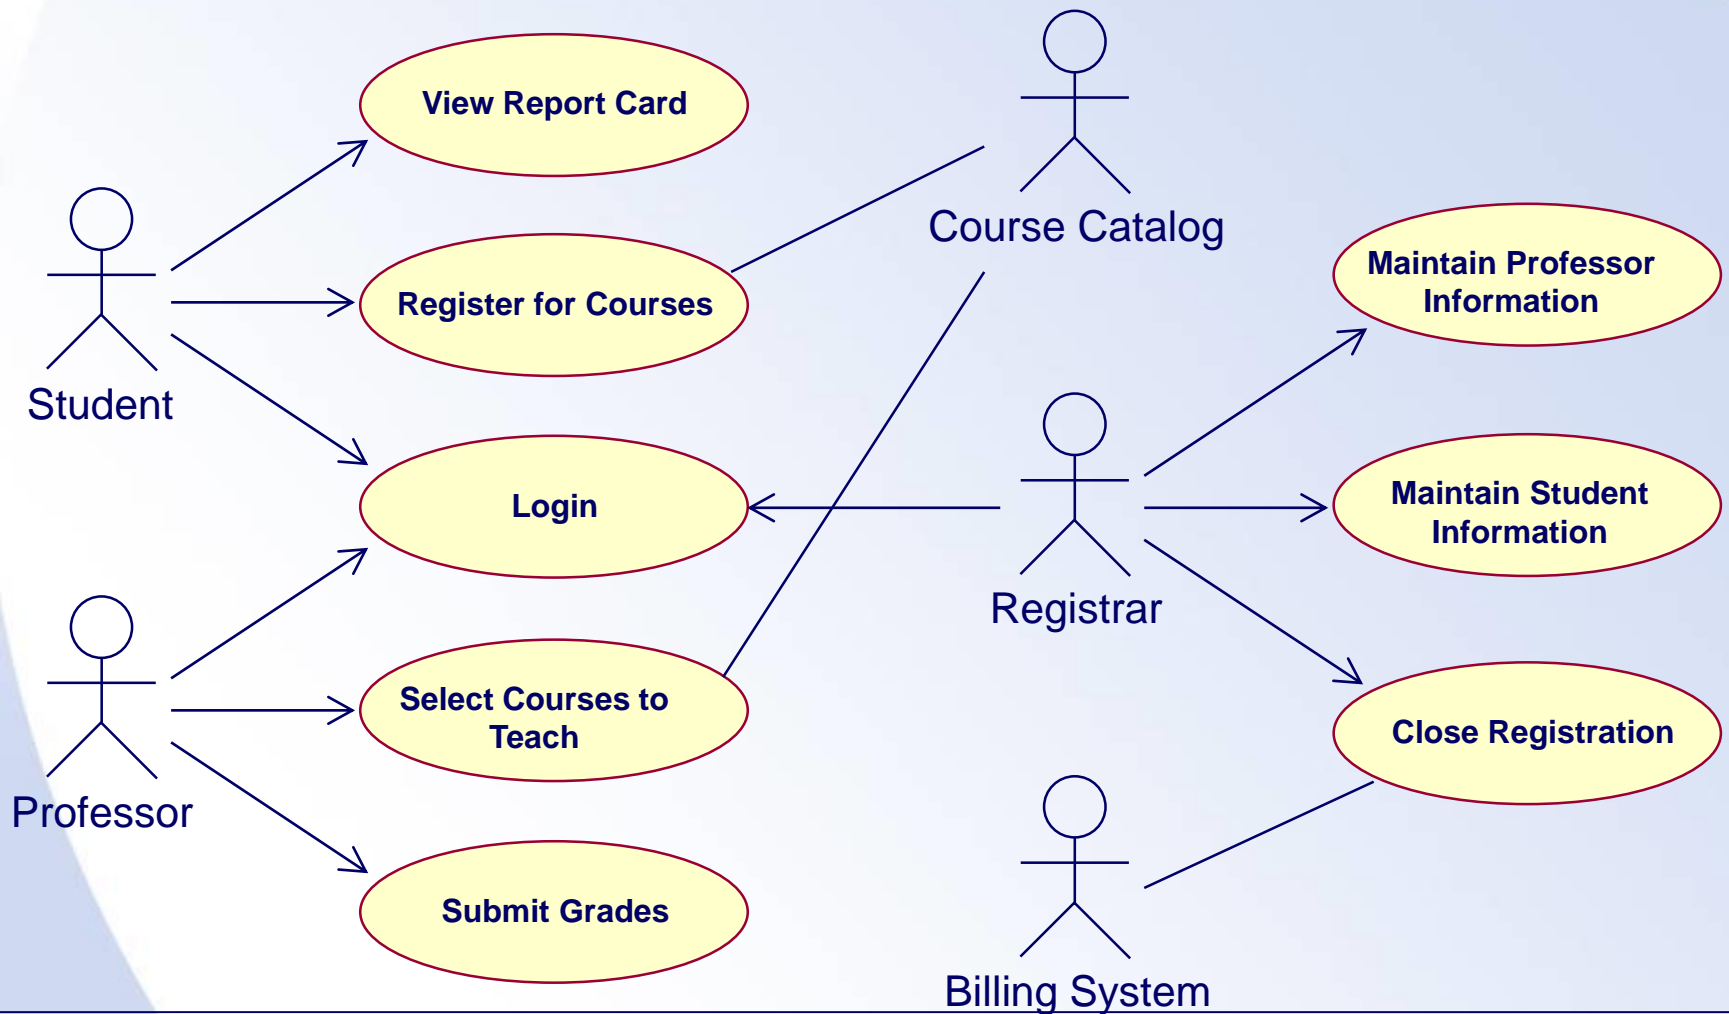 View Report Card
Course Catalog
Maintain Professor
Information
Register for Courses
Student
Login
Maintain Student
Information
Registrar
Select Courses to
Teach
Close Registration
Professor
Submit Grades
Billing System